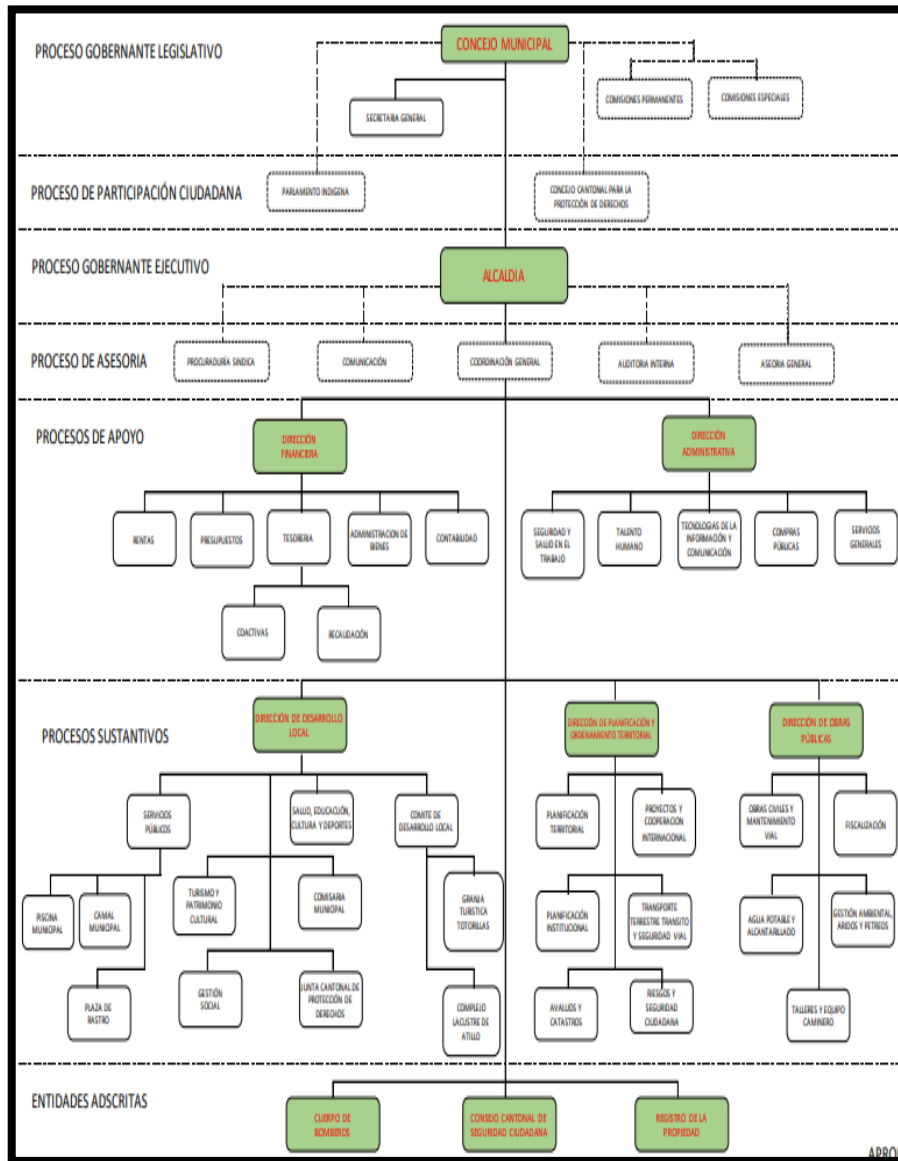 PROCESO GOBERNANTE LEGISLATIVO
CONCEJO MUNICIPAL
COMISIONES PERMANENTES
COMISIONES ESPECIALES
SECRETARIA GENERAL
PROCESO DE PARTICIPACIÓN CIUDADANA
PARLAMENTO INDIGENA
CONCEJO CANTONAL PARA LA
PROTECCIÓN DE DERECHOS
PROCESO GOBERNANTE EJECUTIVO
ALCALDIA
PROCESO DE ASESORIA
PROCURADURÍA SINDICA
COMUNICACIÓN
COORDINACIÓN GENERAL
AUDITORIA INTERNA
ASEORIA GENERAL
PROCESOS DE APOYO
DIRECCIÓN
FINANCIERA
DIRECCIÓN
ADMINISTRATIVA
RENTAS
PRESUPUESTOS
TESORERIA
ADMINISTRACION DE
BIENES
CONTABILIDAD
SEGURIDAD Y
SALUD EN EL
TRABAJO
TALENTO
HUMANO
TECNOLOGIAS DE LA
INFORMACIÓN Y
COMUNICACIÓN
COMPRAS
PÚBLICAS
SERVICIOS
GENERALES
COACTIVAS
RECAUDACIÓN
PROCESOS SUSTANTIVOS
DIRECCIÓN DE DESARROLLO
LOCAL
DIRECCIÓN DE PLANIFICACIÓN Y
ORDENAMIENTO TERRITORIAL
DIRECCIÓN DE OBRAS
PÚBLICAS
SERVICIOS
PÚBLICOS
SALUD, EDUCACIÓN,
CULTURA Y DEPORTES
COMITE DE
DESARROLLO LOCAL
PLANIFICACIÓN
TERRITORIAL
PROYECTOS Y
COOPERACION
INTERNACIONAL
OBRAS CIVILES Y
MANTENIMIENTO
VIAL
FISCALIZACIÓN
PISCINA
MUNICIPAL
CAMAL
MUNICIPAL
TURISMO Y
PATRIMONIO
CULTURAL
COMISARIA
MUNICIPAL
GRANJA
TURISTICA
TOTORILLAS
PLANIFICACIÓN
INSTITUCIONAL
TRANSPORTE
TERRESTRE TRANSITO
Y SEGURIDAD VIAL
AGUA POTABLE Y
ALCANTARILLADO
GESTIÓN AMBIENTAL,
ARIDOS Y PETREOS
PLAZA DE
RASTRO
GESTIÓN
SOCIAL
JUNTA CANTONAL DE
PROTECCIÓN DE
DERECHOS
COMPLEJO
LACUSTRE DE
ATILLO
AVALUOS Y
CATASTROS
RIESGOS Y
SEGURIDAD
CIUDADANA
TALLERES Y EQUIPO
CAMINERO
ENTIDADES ADSCRITAS
CUERPO DE
BOMBEROS
CONSEJO CANTONAL DE
SEGURIDAD CIUDADANA
REGISTRO DE LA
PROPIEDAD